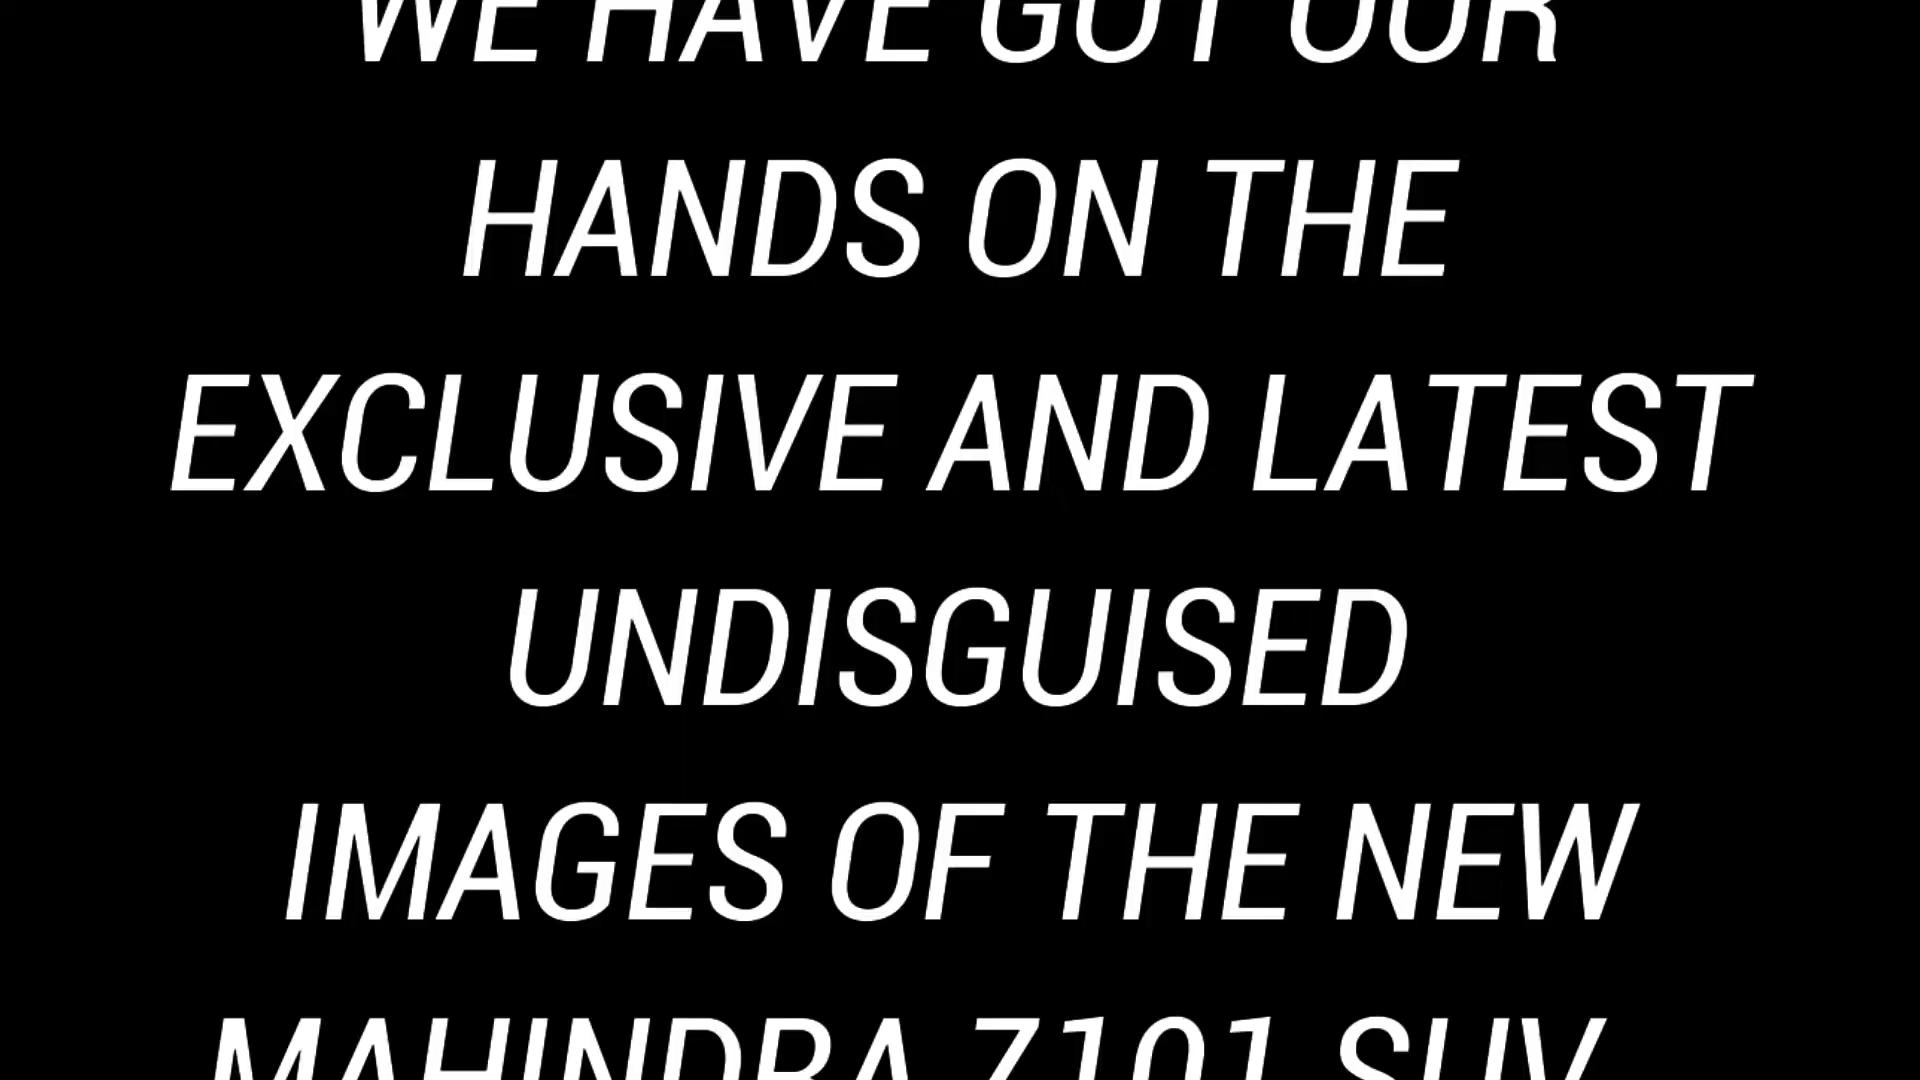 WE HAVE GOT OUR
HANDS ON THE
EXCLUSIVE AND LATEST
UNDISGUISED
IMAGES OF THE NEW
MAHINDRA Z101 SUV